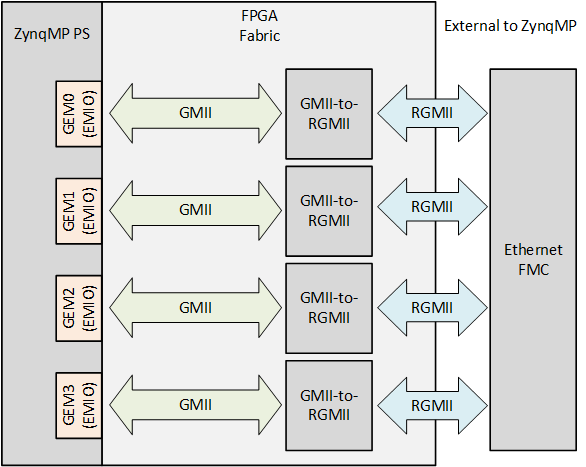 ZynqMP PS
FPGA
Fabric
External to ZynqMP
GEM0
(EMIO)
GMII
GMII-to-
RGMII
RGMII
GEM1
(EMIO)
GMII
GMII-to-
RGMII
RGMII
Ethernet
FMC
GEM2
(EMIO)
GMII
GMII-to-
RGMII
RGMII
GEM3
(EMIO)
GMII
GMII-to-
RGMII
RGMII